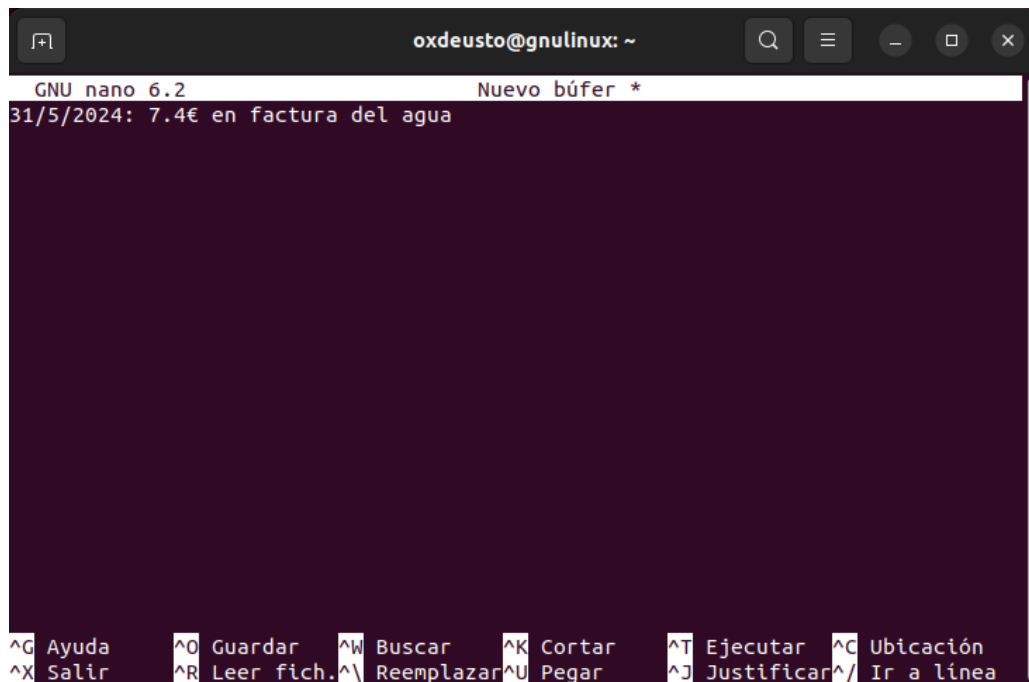 oxdeusto@gnulinux: ~
GNU nano 6.2 Nuevo búfer *
31/5/2024: 7.4€ en factura del agua
^G Ayuda ^O Guardar ^W Buscar ^K Cortar ^T Ejecutar ^C Ubicación
^X Salir ^R Leer fich. ^\ Reemplazar ^U Pegar ^J Justificar ^/ Ir a línea